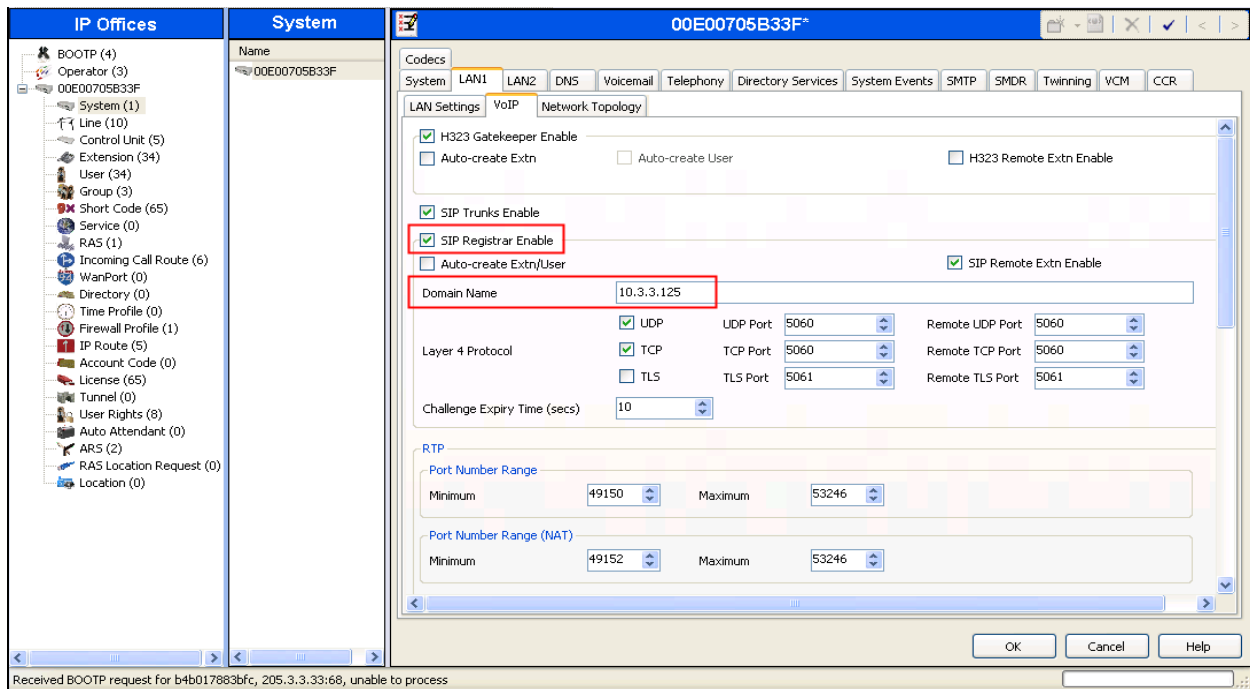 IP Offices
BOOTP (4)
Operator (3)
00E00705B33F
System (1)
Line (10)
Control Unit (5)
Extension (34)
User (34)
Group (3)
Short Code (65)
Service (0)
RAS (1)
Incoming Call Route (6)
WanPort (0)
Directory (0)
Time Profile (0)
Firewall Profile (1)
IP Route (5)
Account Code (0)
License (65)
Tunnel (0)
User Rights (8)
Auto Attendant (0)
ARS (2)
RAS Location Request (0)
Location (0)
System
Name
00E00705B33F
00E00705B33F*
Codecs
System LAN1 LAN2 DNS Voicemail Telephony Directory Services System Events SMTP SMDR Twinning VCM CCR
LAN Settings VoIP Network Topology
H323 Gatekeeper Enable
Auto-create Extn Auto-create User H323 Remote Extn Enable
SIP Trunks Enable
SIP Registrar Enable
Auto-create Extn/User SIP Remote Extn Enable
Domain Name 10.3.3.125
UDP UDP Port 5060 Remote UDP Port 5060
Layer 4 Protocol TCP TCP Port 5060 Remote TCP Port 5060
TLS TLS Port 5061 Remote TLS Port 5061
Challenge Expiry Time (secs) 10
RTP
Port Number Range
Minimum 49150 Maximum 53246
Port Number Range (NAT)
Minimum 49152 Maximum 53246
OK Cancel Help
Received BOOTP request for b4b017883bfc, 205.3.3.33:68, unable to process